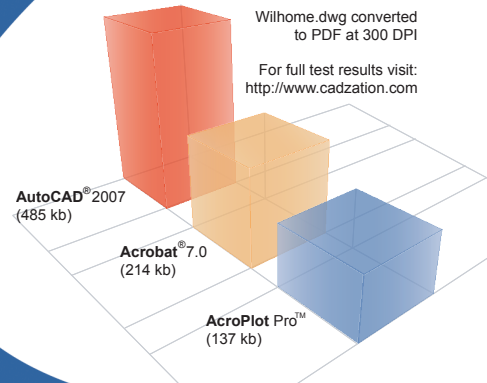 Wilhome.dwg converted
to PDF at 300 DPI
For full test results visit:
http://www.cadzation.com
AutoCAD® 2007
(485 kb)
Acrobat® 7.0
(214 kb)
AcroPlot Pro™
(137 kb)